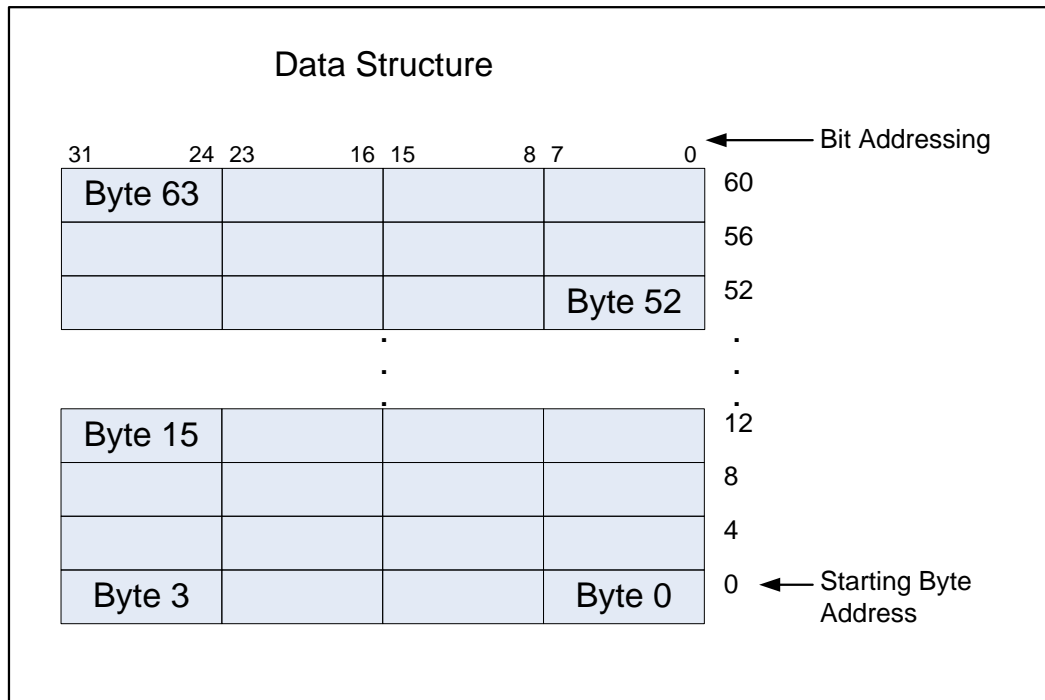 Data Structure
Bit Addressing
31 24 23 16 15 8 7 0
Byte 63 60
56
Byte 52 52
Byte 15 12
8
4
Byte 3 Byte 0 0 Starting Byte
Address